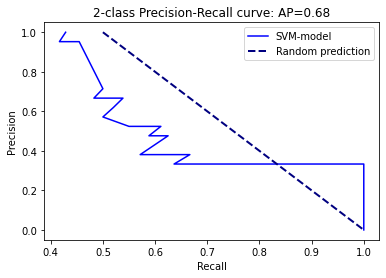 2-class Precision-Recall curve: AP=0.68
SVM-model
Random prediction
Precision
1.0
0.8
0.6
0.4
0.2
0.0
0.4 0.5 0.6 0.7 0.8 0.9 1.0
Recall